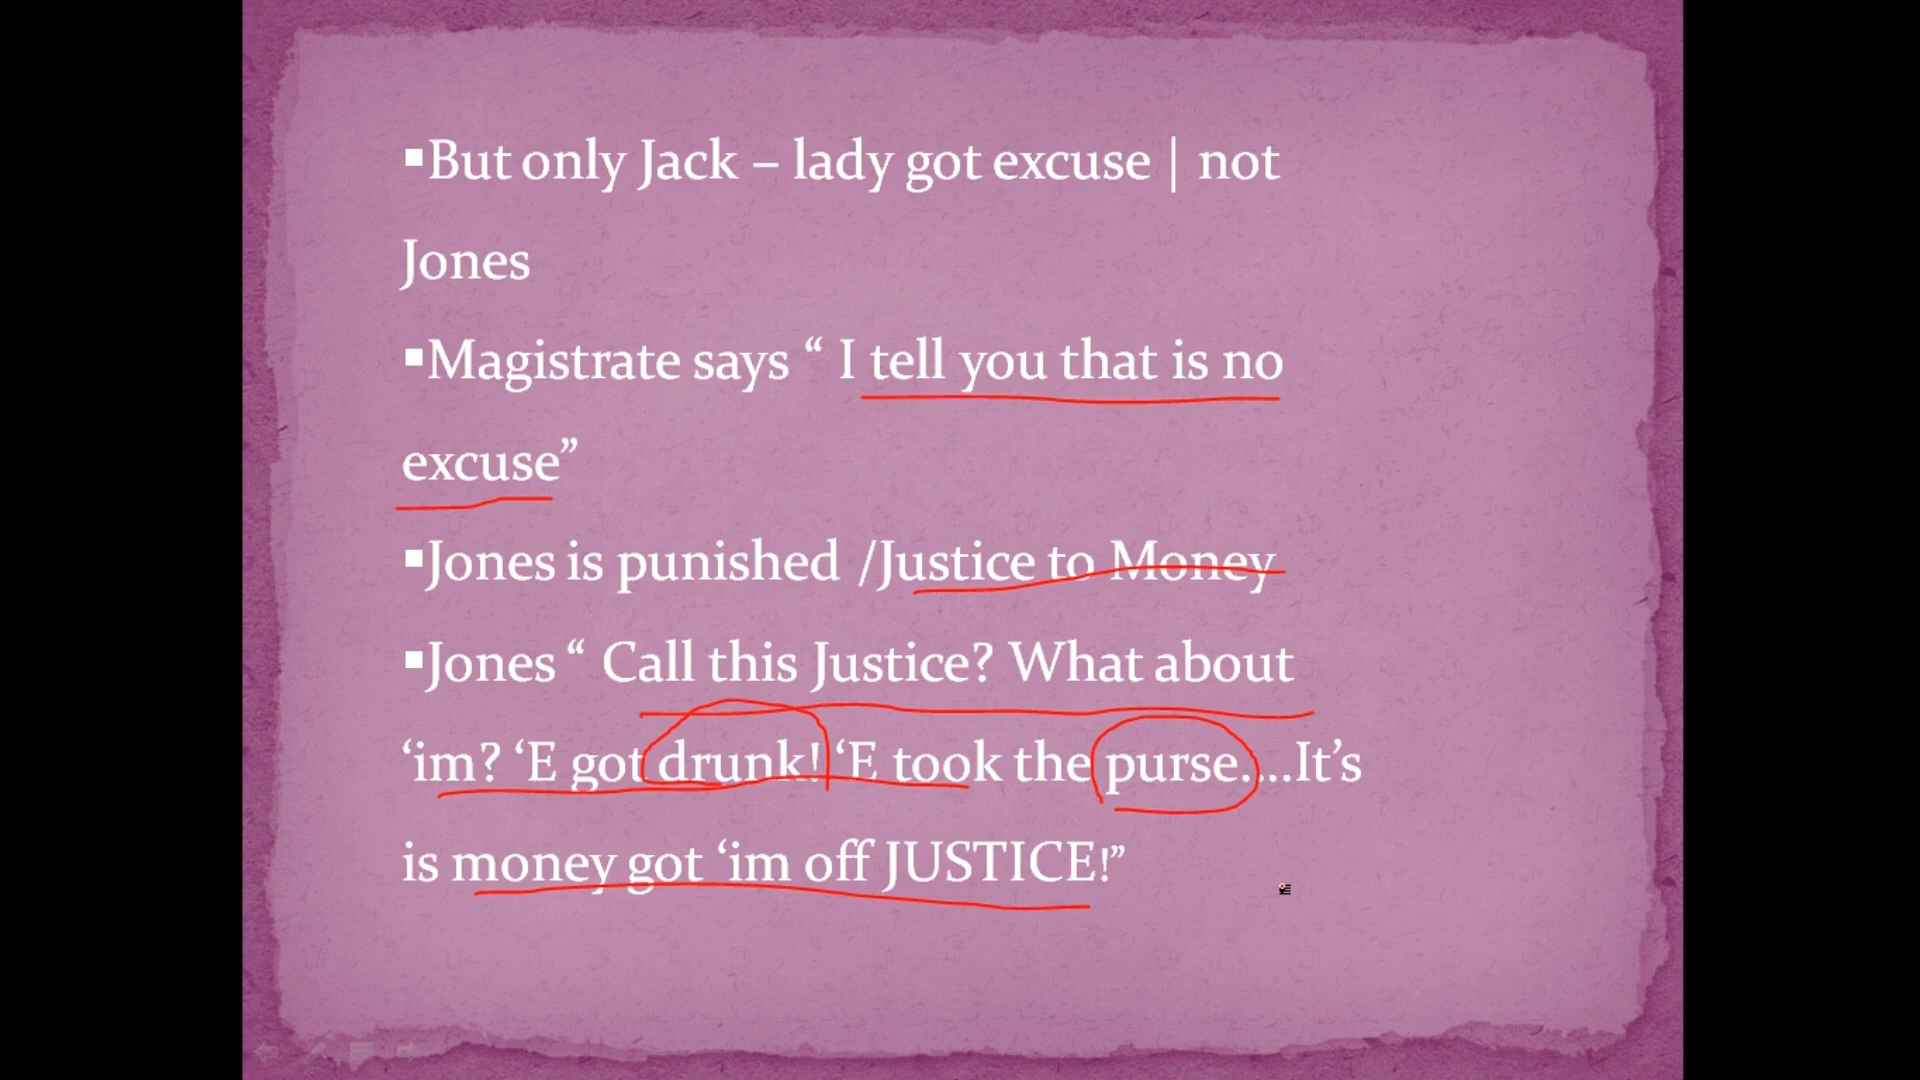 ▪But only Jack – lady got excuse | not
Jones
▪Magistrate says “ I tell you that is no
excuse”
▪Jones is punished /Justice to Money
▪Jones “ Call this Justice? What about
‘im? ‘E got drunk! ‘E took the purse....It’s
is money got ‘im off JUSTICE!”